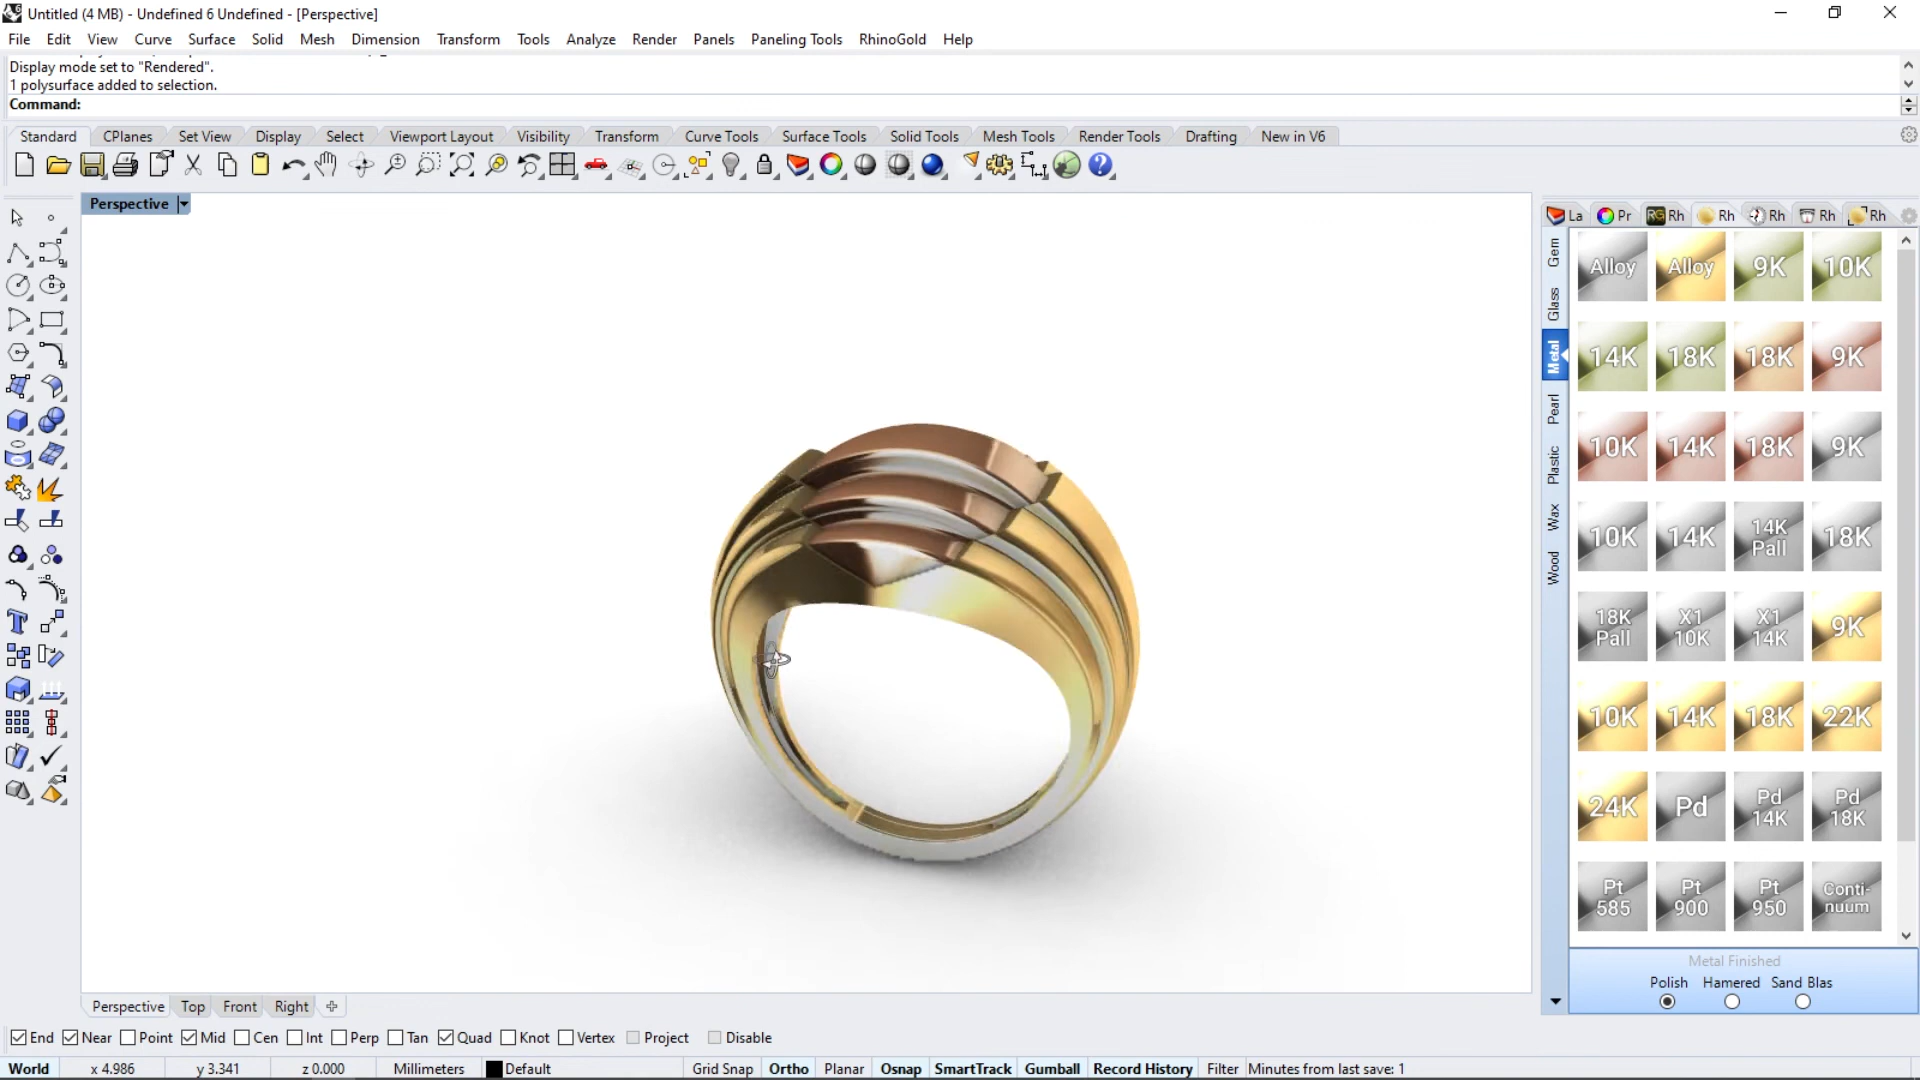 Untitled (4 MB) - Undefined 6 Undefined - [Perspective]
File Edit View Curve Surface Solid Mesh Dimension Transform Tools Analyze Render Panels Paneling Tools RhinoGold Help
Display mode set to "Rendered".
1 polysurface added to selection.
Command:
Standard CPlanes Set View Display Select Viewport Layout Visibility Transform Curve Tools Surface Tools Solid Tools Mesh Tools Render Tools Drafting New in V6
Perspective
La Pr RG Rh Rh Rh Rh Rh
Gem
Glass
Metal
Pearl
Plastic
Wax
Wood
Alloy Alloy 9K 10K
14K 18K 18K 9K
10K 14K 18K 9K
10K 14K 14K Pall 18K
18K Pall X1 10K X1 14K 9K
10K 14K 18K 22K
24K Pd Pd 14K Pd 18K
Pt 585 Pt 900 Pt 950 Conti-nuum
Metal Finished
Polish Hamered Sand Blas
Perspective Top Front Right
End Near Point Mid Cen Int Perp Tan Quad Knot Vertex Project Disable
World x 4.986 y 3.341 z 0.000 Millimeters Default Grid Snap Ortho Planar Osnap SmartTrack Gumball Record History Filter Minutes from last save: 1